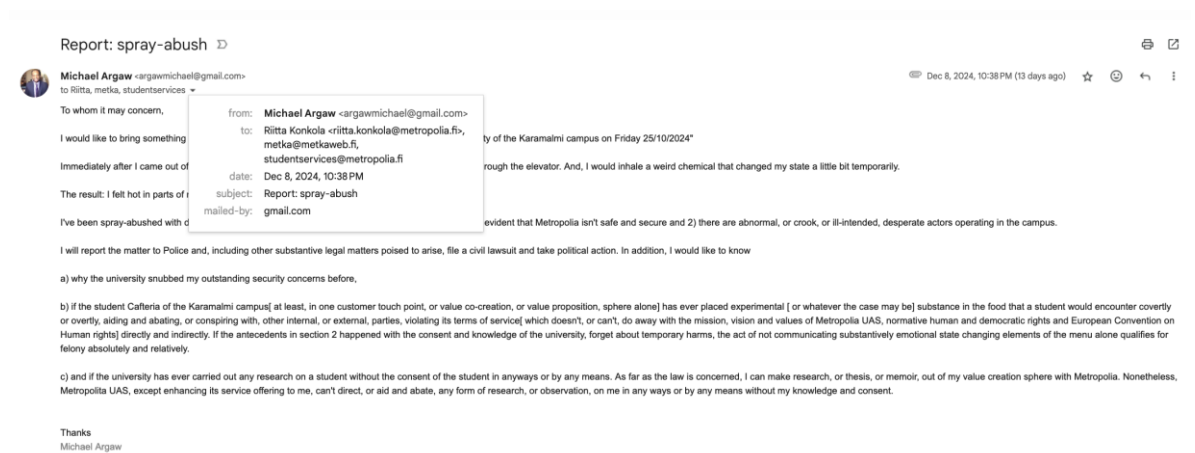 Report: spray-abush
Michael Argaw <argawmichael@gmail.com>
Dec 8, 2024, 10:38 PM (13 days ago)
to Riitta, metka, studentservices
To whom it may concern,
from: Michael Argaw <argawmichael@gmail.com>
to: Riitta Konkola <riitta.konkola@metropolia.fi>,
metka@metkaweb.fi,
studentservices@metropolia.fi
date: Dec 8, 2024, 10:38 PM
subject: Report: spray-abush
mailed-by: gmail.com
I would like to bring something ty of the Karamalmi campus on Friday 25/10/2024"
Immediately after I came out of rough the elevator. And, I would inhale a weird chemical that changed my state a little bit temporarily.
The result: I felt hot in parts of
I've been spray-abushed with d evident that Metropolia isn't safe and secure and 2) there are abnormal, or crook, or ill-intended, desperate actors operating in the campus.
I will report the matter to Police and, including other substantive legal matters poised to arise, file a civil lawsuit and take political action. In addition, I would like to know
a) why the university snubbed my outstanding security concerns before,
b) if the student Cafteria of the Karamalmi campus[ at least, in one customer touch point, or value co-creation, or value proposition, sphere alone] has ever placed experimental [ or whatever the case may be] substance in the food that a student would encounter covertly
or overtly, aiding and abating, or conspiring with, other internal, or external, parties, violating its terms of service[ which doesn't, or can't, do away with the mission, vision and values of Metropolia UAS, normative human and democratic rights and European Convention on
Human rights] directly and indirectly. If the antecedents in section 2 happened with the consent and knowledge of the university, forget about temporary harms, the act of not communicating substantively emotional state changing elements of the menu alone qualifies for
felony absolutely and relatively.
c) and if the university has ever carried out any research on a student without the consent of the student in anyways or by any means. As far as the law is concerned, I can make research, or thesis, or memoir, out of my value creation sphere with Metropolia. Nonetheless,
Metropolita UAS, except enhancing its service offering to me, can't direct, or aid and abate, any form of research, or observation, on me in any ways or by any means without my knowledge and consent.
Thanks
Michael Argaw